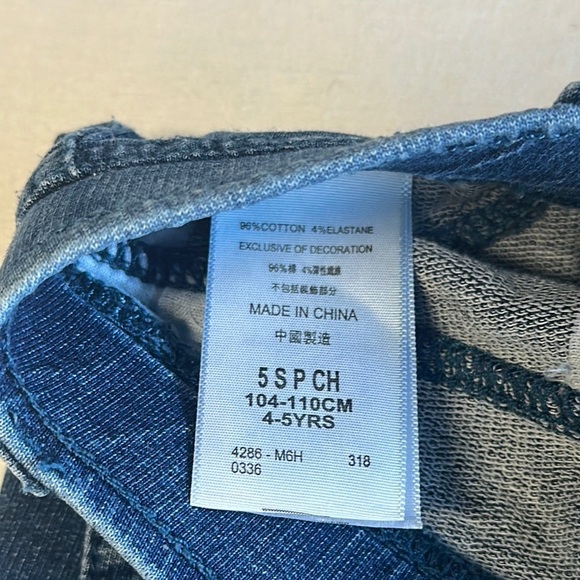 96%COTTON 4%ELASTANE
EXCLUSIVE OF DECORATION
96%棉 4%彈性纖維
不包括裝飾部分
MADE IN CHINA
中國製造
5 S P CH
104-110CM
4-5YRS
4286 - M6H 318
0336